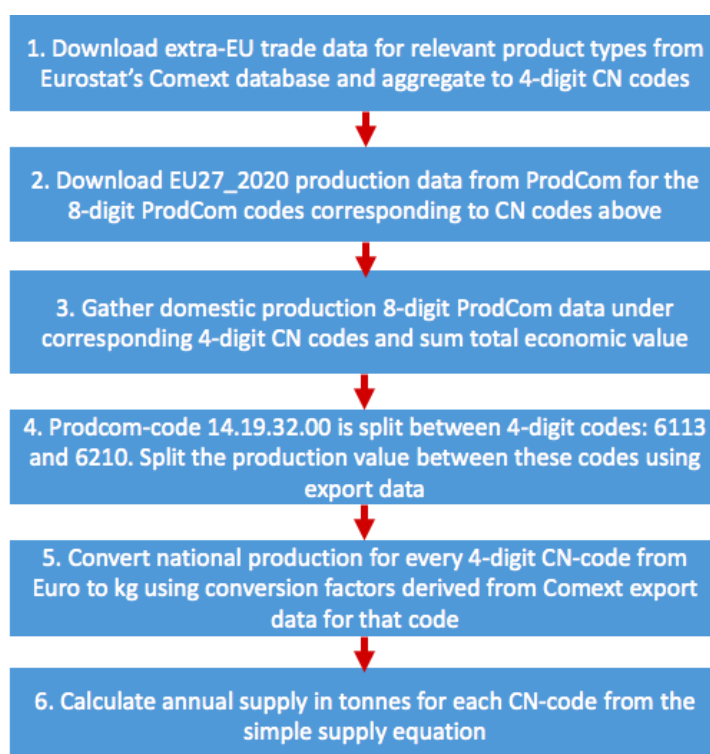 1. Download extra-EU trade data for relevant product types from
Eurostat's Comext database and aggregate to 4-digit CN codes
2. Download EU27_2020 production data from ProdCom for the
8-digit ProdCom codes corresponding to CN codes above
3. Gather domestic production 8-digit ProdCom data under
corresponding 4-digit CN codes and sum total economic value
4. Prodcom-code 14.19.32.00 is split between 4-digit codes: 6113
and 6210. Split the production value between these codes using
export data
5. Convert national production for every 4-digit CN-code from
Euro to kg using conversion factors derived from Comext export
data for that code
6. Calculate annual supply in tonnes for each CN-code from the
simple supply equation